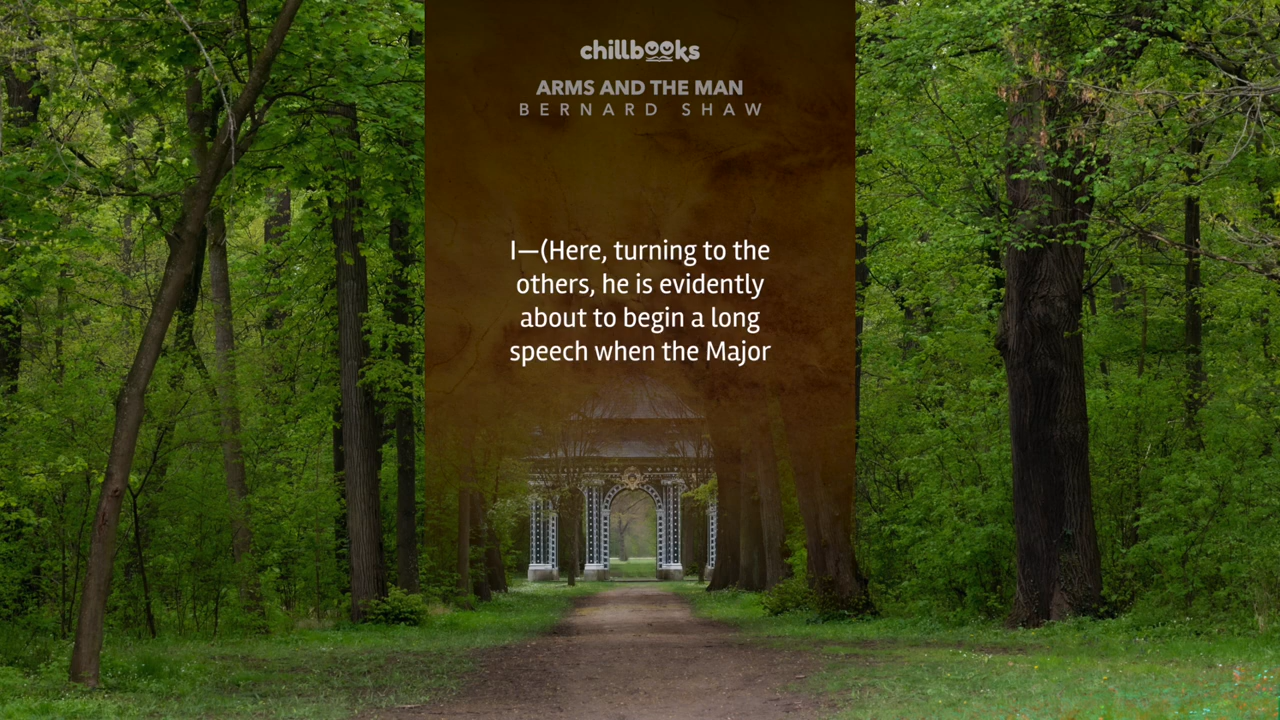 chillbooks
ARMS AND THE MAN
BERNARD SHAW
I—(Here, turning to the
others, he is evidently
about to begin a long
speech when the Major